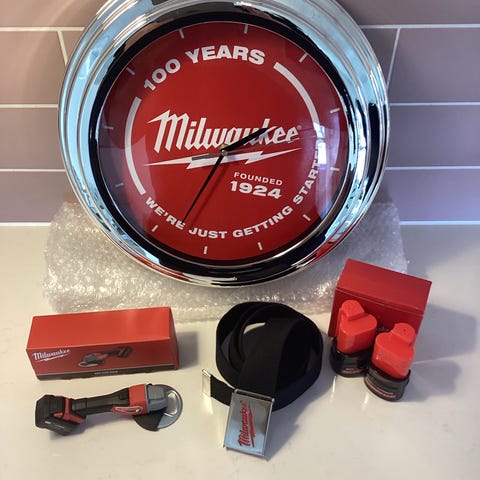 100 YEARS
Milwaukee
FOUNDED
1924
WE'RE JUST GETTING STARTED
Milwaukee
Milwaukee